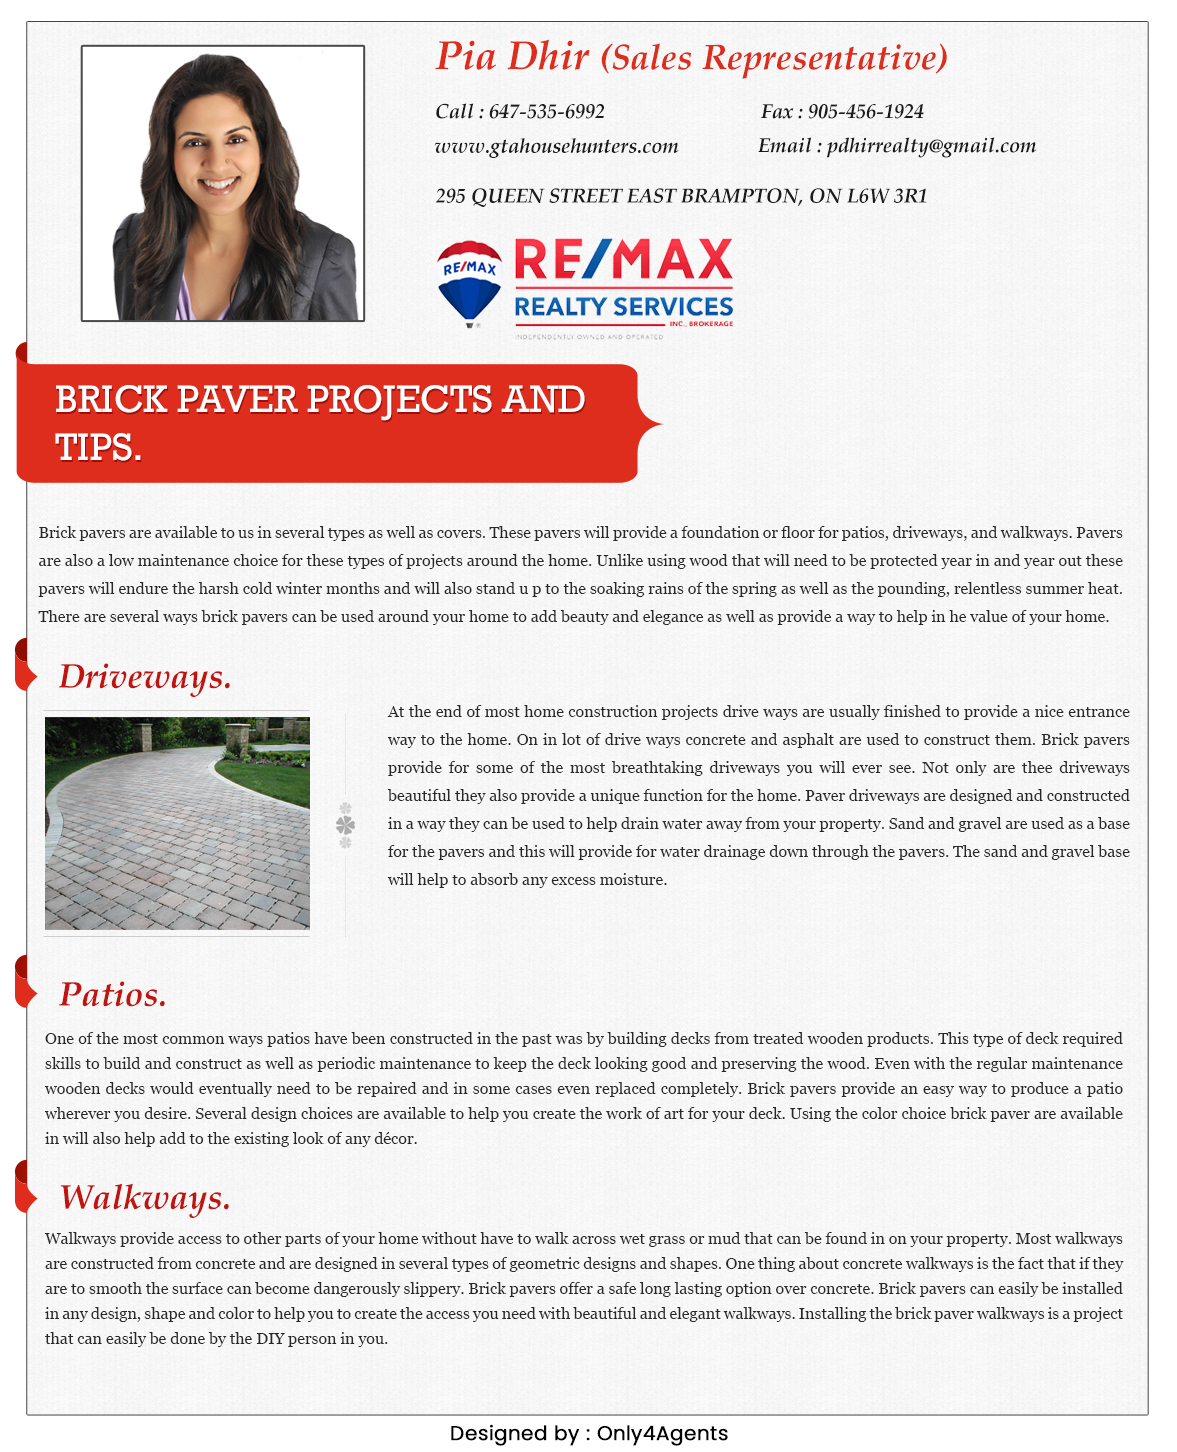 Pia Dhir (Sales Representative)
Call : 647-535-6992
Fax : 905-456-1924
www.gtahousehunters.com
Email : pdhirrealty@gmail.com
295 QUEEN STREET EAST BRAMPTON, ON L6W 3R1
RE/MAX
RE/MAX
REALTY SERVICES
INC., BROKERAGE
INDEPENDENTLY OWNED AND OPERATED
BRICK PAVER PROJECTS AND
TIPS.
Brick pavers are available to us in several types as well as covers. These pavers will provide a foundation or floor for patios, driveways, and walkways. Pavers
are also a low maintenance choice for these types of projects around the home. Unlike using wood that will need to be protected year in and year out these
pavers will endure the harsh cold winter months and will also stand u p to the soaking rains of the spring as well as the pounding, relentless summer heat.
There are several ways brick pavers can be used around your home to add beauty and elegance as well as provide a way to help in he value of your home.
Driveways.
At the end of most home construction projects drive ways are usually finished to provide a nice entrance
way to the home. On in lot of drive ways concrete and asphalt are used to construct them. Brick pavers
provide for some of the most breathtaking driveways you will ever see. Not only are thee driveways
beautiful they also provide a unique function for the home. Paver driveways are designed and constructed
in a way they can be used to help drain water away from your property. Sand and gravel are used as a base
for the pavers and this will provide for water drainage down through the pavers. The sand and gravel base
will help to absorb any excess moisture.
Patios.
One of the most common ways patios have been constructed in the past was by building decks from treated wooden products. This type of deck required
skills to build and construct as well as periodic maintenance to keep the deck looking good and preserving the wood. Even with the regular maintenance
wooden decks would eventually need to be repaired and in some cases even replaced completely. Brick pavers provide an easy way to produce a patio
wherever you desire. Several design choices are available to help you create the work of art for your deck. Using the color choice brick paver are available
in will also help add to the existing look of any décor.
Walkways.
Walkways provide access to other parts of your home without have to walk across wet grass or mud that can be found in on your property. Most walkways
are constructed from concrete and are designed in several types of geometric designs and shapes. One thing about concrete walkways is the fact that if they
are to smooth the surface can become dangerously slippery. Brick pavers offer a safe long lasting option over concrete. Brick pavers can easily be installed
in any design, shape and color to help you to create the access you need with beautiful and elegant walkways. Installing the brick paver walkways is a project
that can easily be done by the DIY person in you.
Designed by : Only4Agents